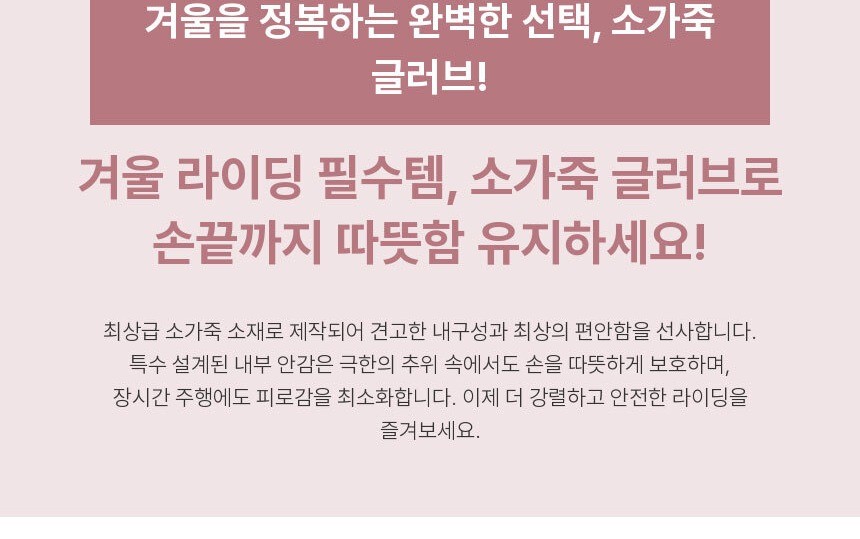 겨울을 정복하는 완벽한 선택, 소가죽
글러브!
겨울 라이딩 필수템, 소가죽 글러브로
손끝까지 따뜻함 유지하세요!
최상급 소가죽 소재로 제작되어 견고한 내구성과 최상의 편안함을 선사합니다.
특수 설계된 내부 안감은 극한의 추위 속에서도 손을 따뜻하게 보호하며,
장시간 주행에도 피로감을 최소화합니다. 이제 더 강렬하고 안전한 라이딩을
즐겨보세요.